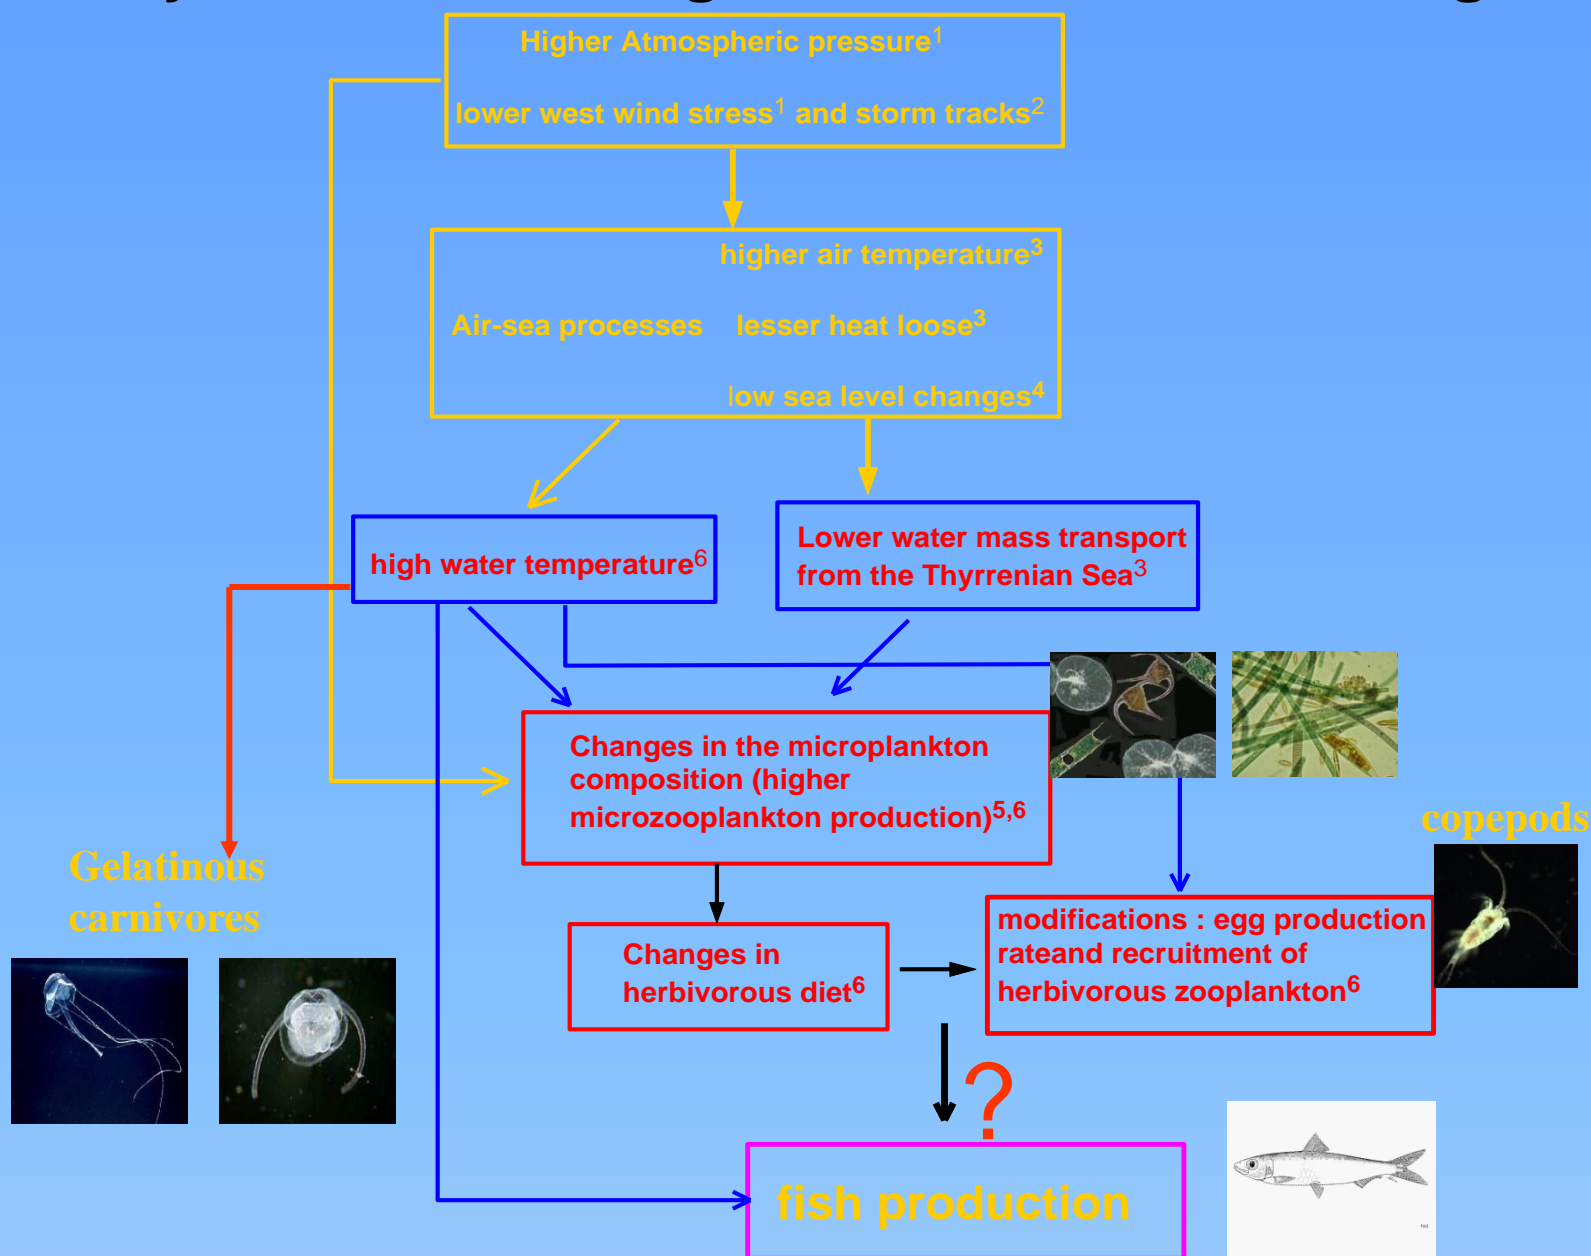 Higher Atmospheric pressure¹
lower west wind stress¹ and storm tracks²
higher air temperature³
Air-sea processes lesser heat loose³
low sea level changes⁴
high water temperature⁶
Lower water mass transport
from the Thyrrenian Sea³
Changes in the microplankton
composition (higher
microzooplankton production)⁵,⁶
copepods
Gelatinous
carnivores
Changes in
herbivorous diet⁶
modifications : egg production
rateand recruitment of
herbivorous zooplankton⁶
?
fish production